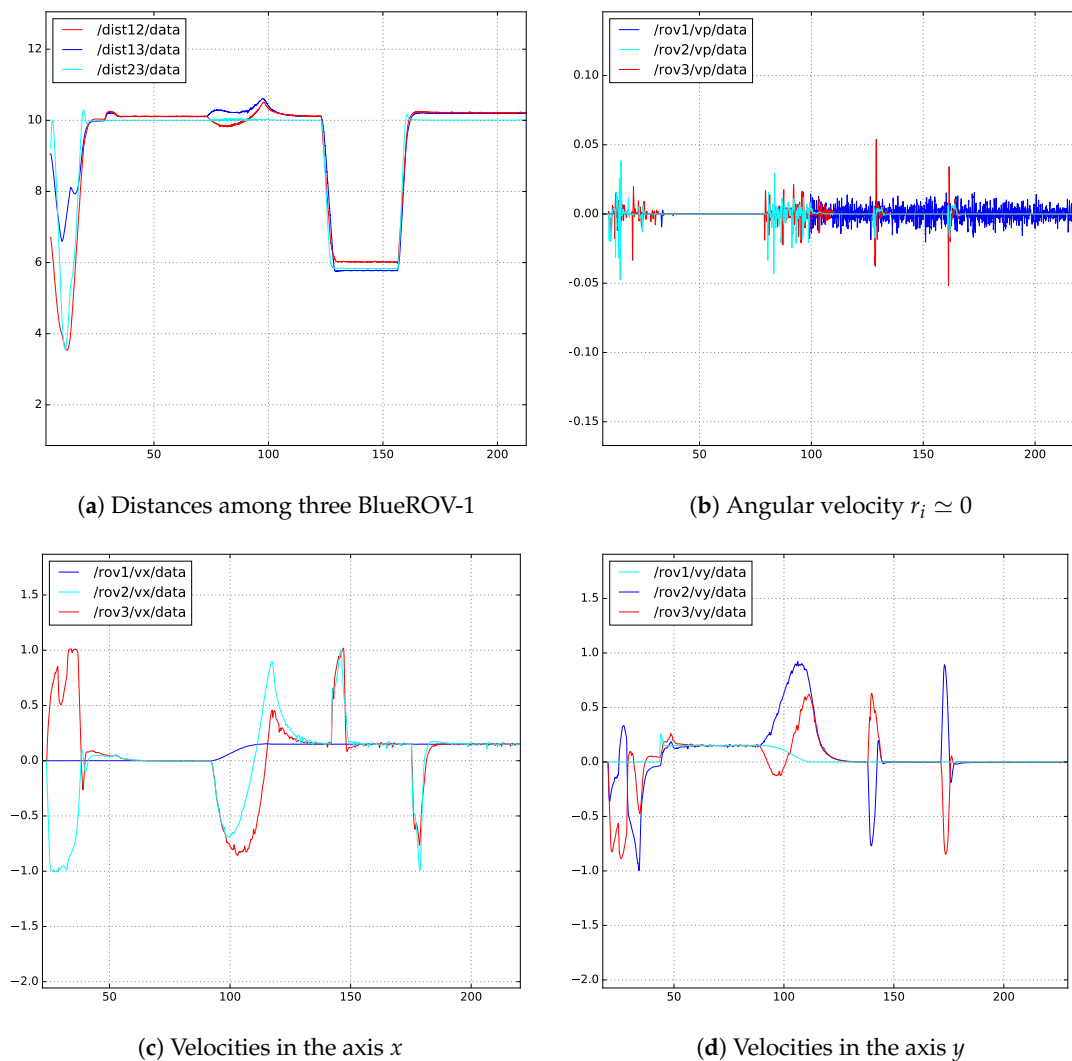 /dist12/data
/dist13/data
/dist23/data
12
10
8
6
4
2
50
100
150
200
(a) Distances among three BlueROV-1
/rov1/vp/data
/rov2/vp/data
/rov3/vp/data
0.10
0.05
0.00
-0.05
-0.10
-0.15
50
100
150
200
(b) Angular velocity r_i ≃ 0
/rov1/vx/data
/rov2/vx/data
/rov3/vx/data
1.5
1.0
0.5
0.0
−0.5
−1.0
−1.5
−2.0
50
100
150
200
(c) Velocities in the axis x
/rov1/vy/data
/rov2/vy/data
/rov3/vy/data
1.5
1.0
0.5
0.0
−0.5
−1.0
−1.5
−2.0
50
100
150
200
(d) Velocities in the axis y